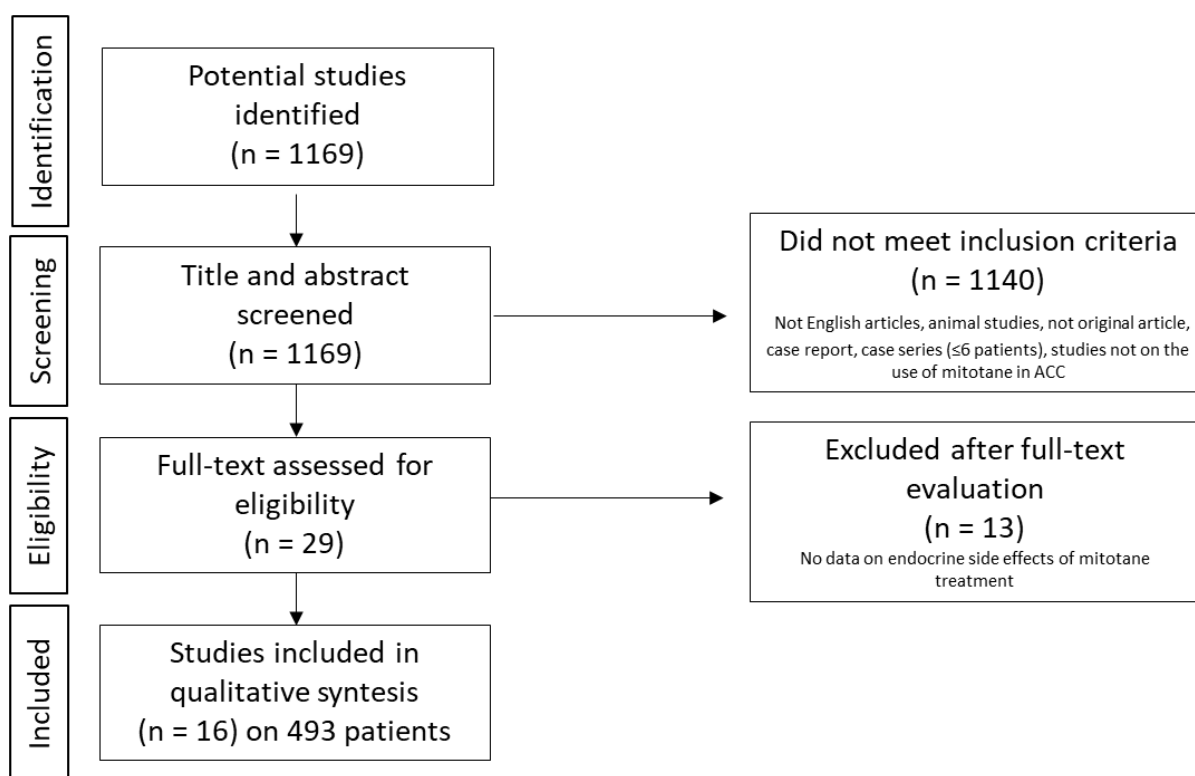 Identification
Potential studies
identified
(n = 1169)
Screening
Title and abstract
screened
(n = 1169)
Did not meet inclusion criteria
(n = 1140)
Not English articles, animal studies, not original article,
case report, case series (≤6 patients), studies not on the
use of mitotane in ACC
Eligibility
Full-text assessed for
eligibility
(n = 29)
Excluded after full-text
evaluation
(n = 13)
No data on endocrine side effects of mitotane
treatment
Included
Studies included in
qualitative syntesis
(n = 16) on 493 patients